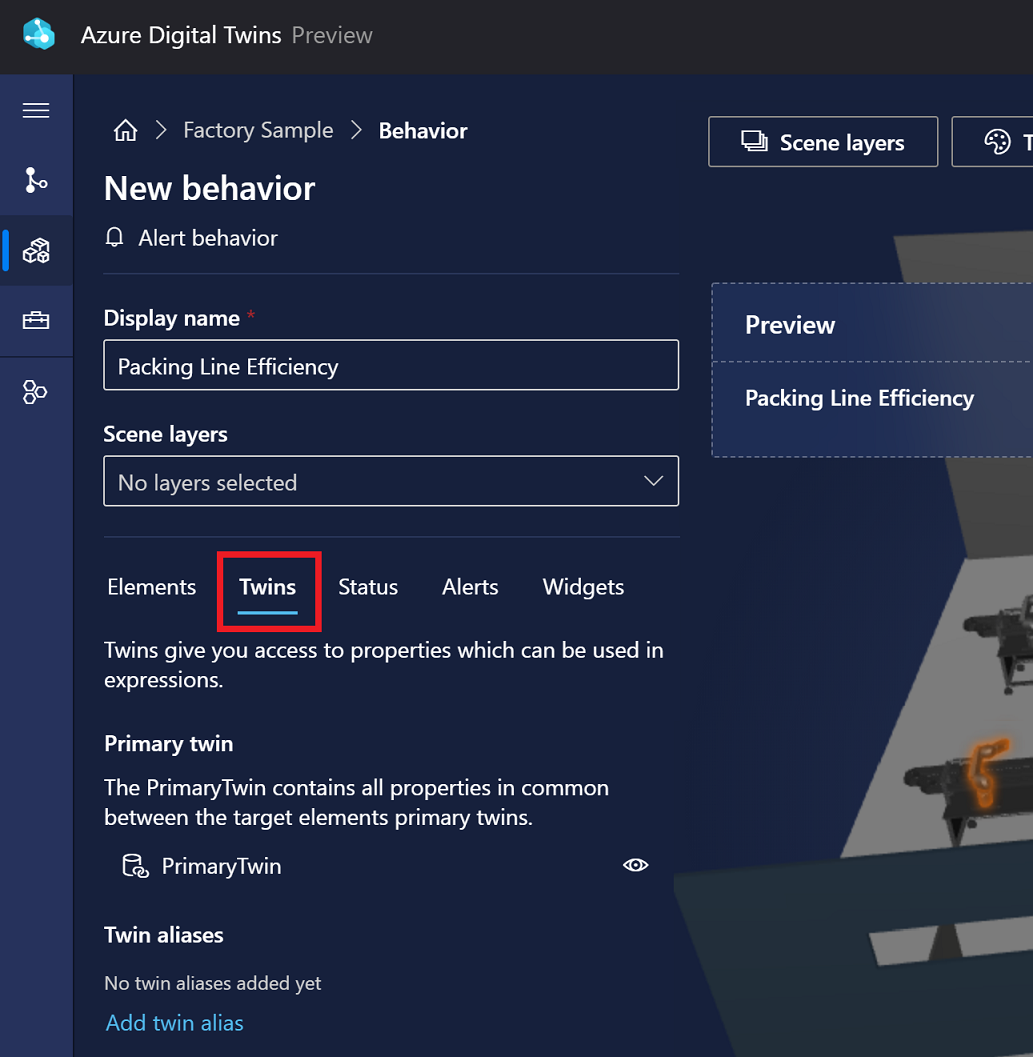 Azure Digital Twins Preview
Factory Sample > Behavior
Scene layers
T
New behavior
Alert behavior
Display name *
Packing Line Efficiency
Scene layers
No layers selected
Preview
Packing Line Efficiency
Elements Twins Status Alerts Widgets
Twins give you access to properties which can be used in
expressions.
Primary twin
The PrimaryTwin contains all properties in common
between the target elements primary twins.
PrimaryTwin
Twin aliases
No twin aliases added yet
Add twin alias